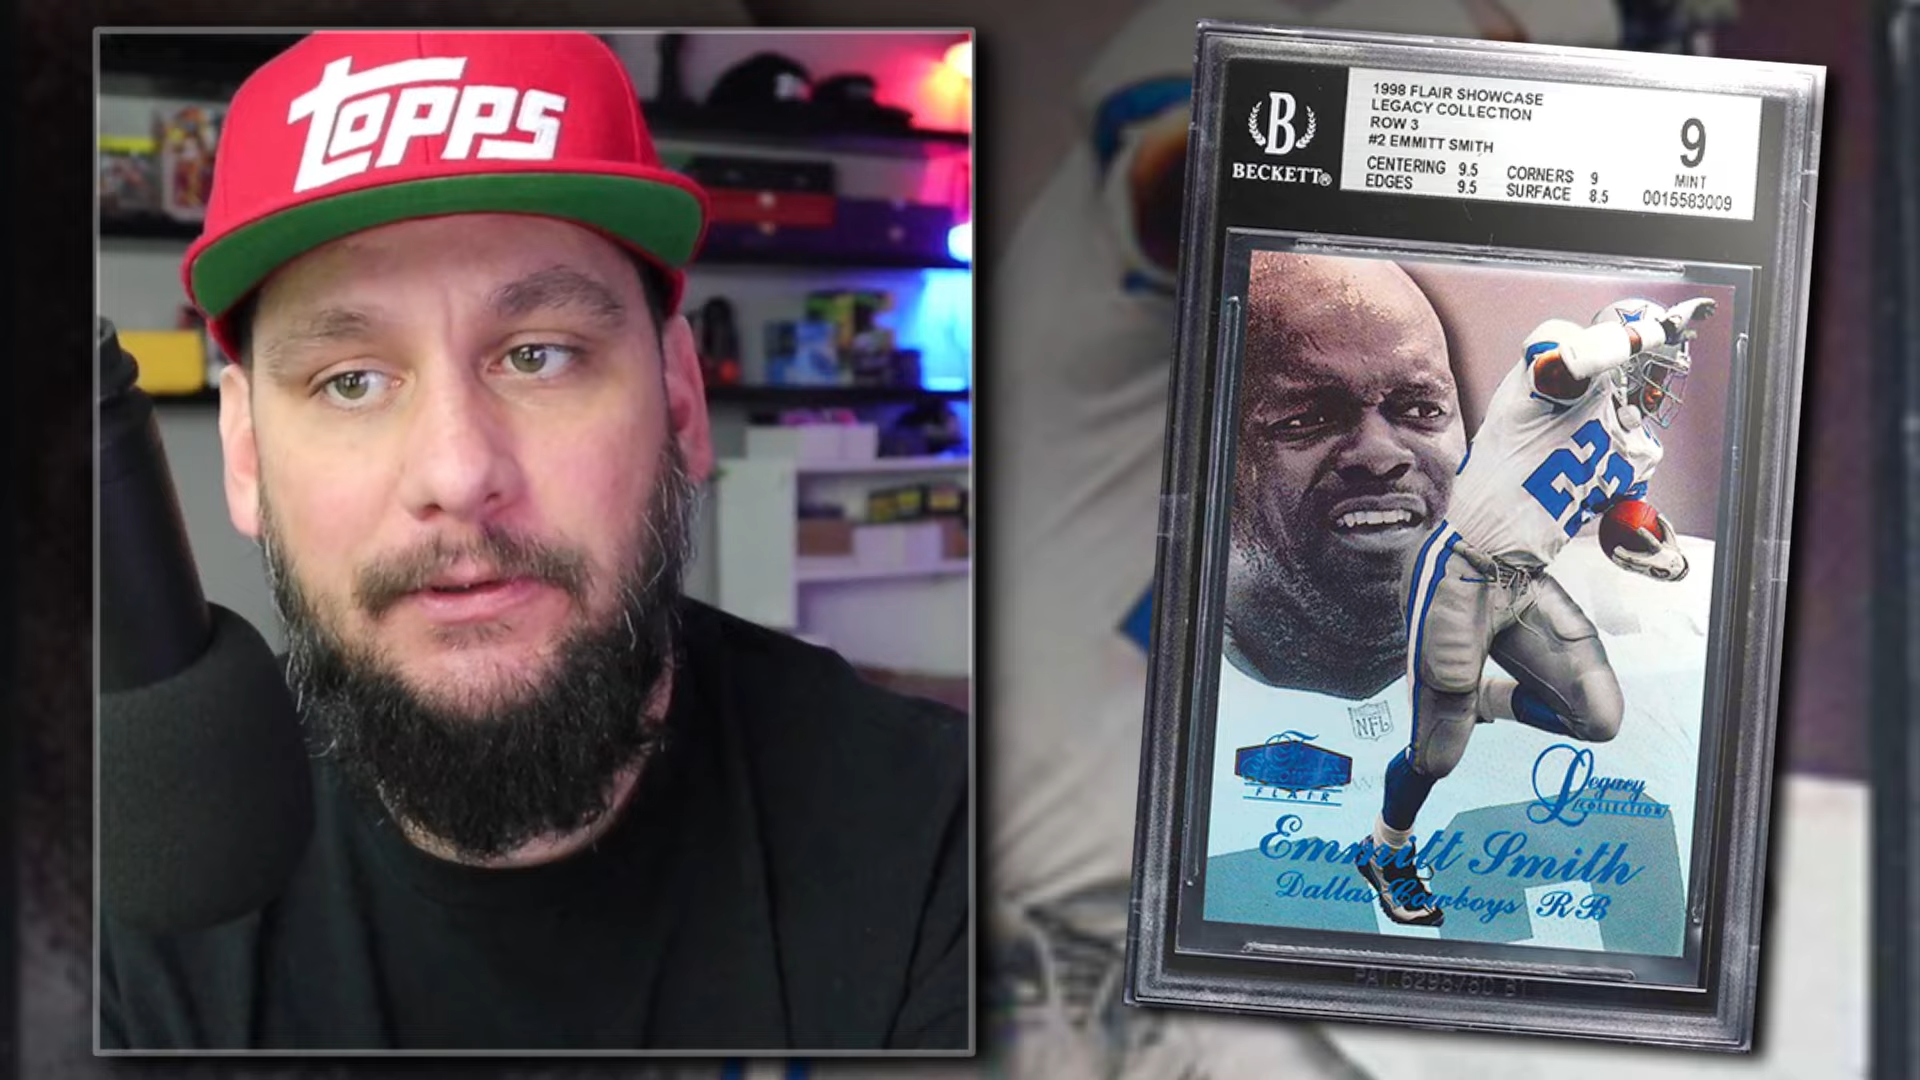 Topps
B
BECKETT®
1998 FLAIR SHOWCASE
LEGACY COLLECTION
ROW 3
#2 EMMITT SMITH
CENTERING 9.5 CORNERS 9
EDGES 9.5 SURFACE 8.5
9
MINT
0015583009
22
NFL
FLAIR
Legacy
COLLECTION
Emmitt Smith
Dallas Cowboys RB